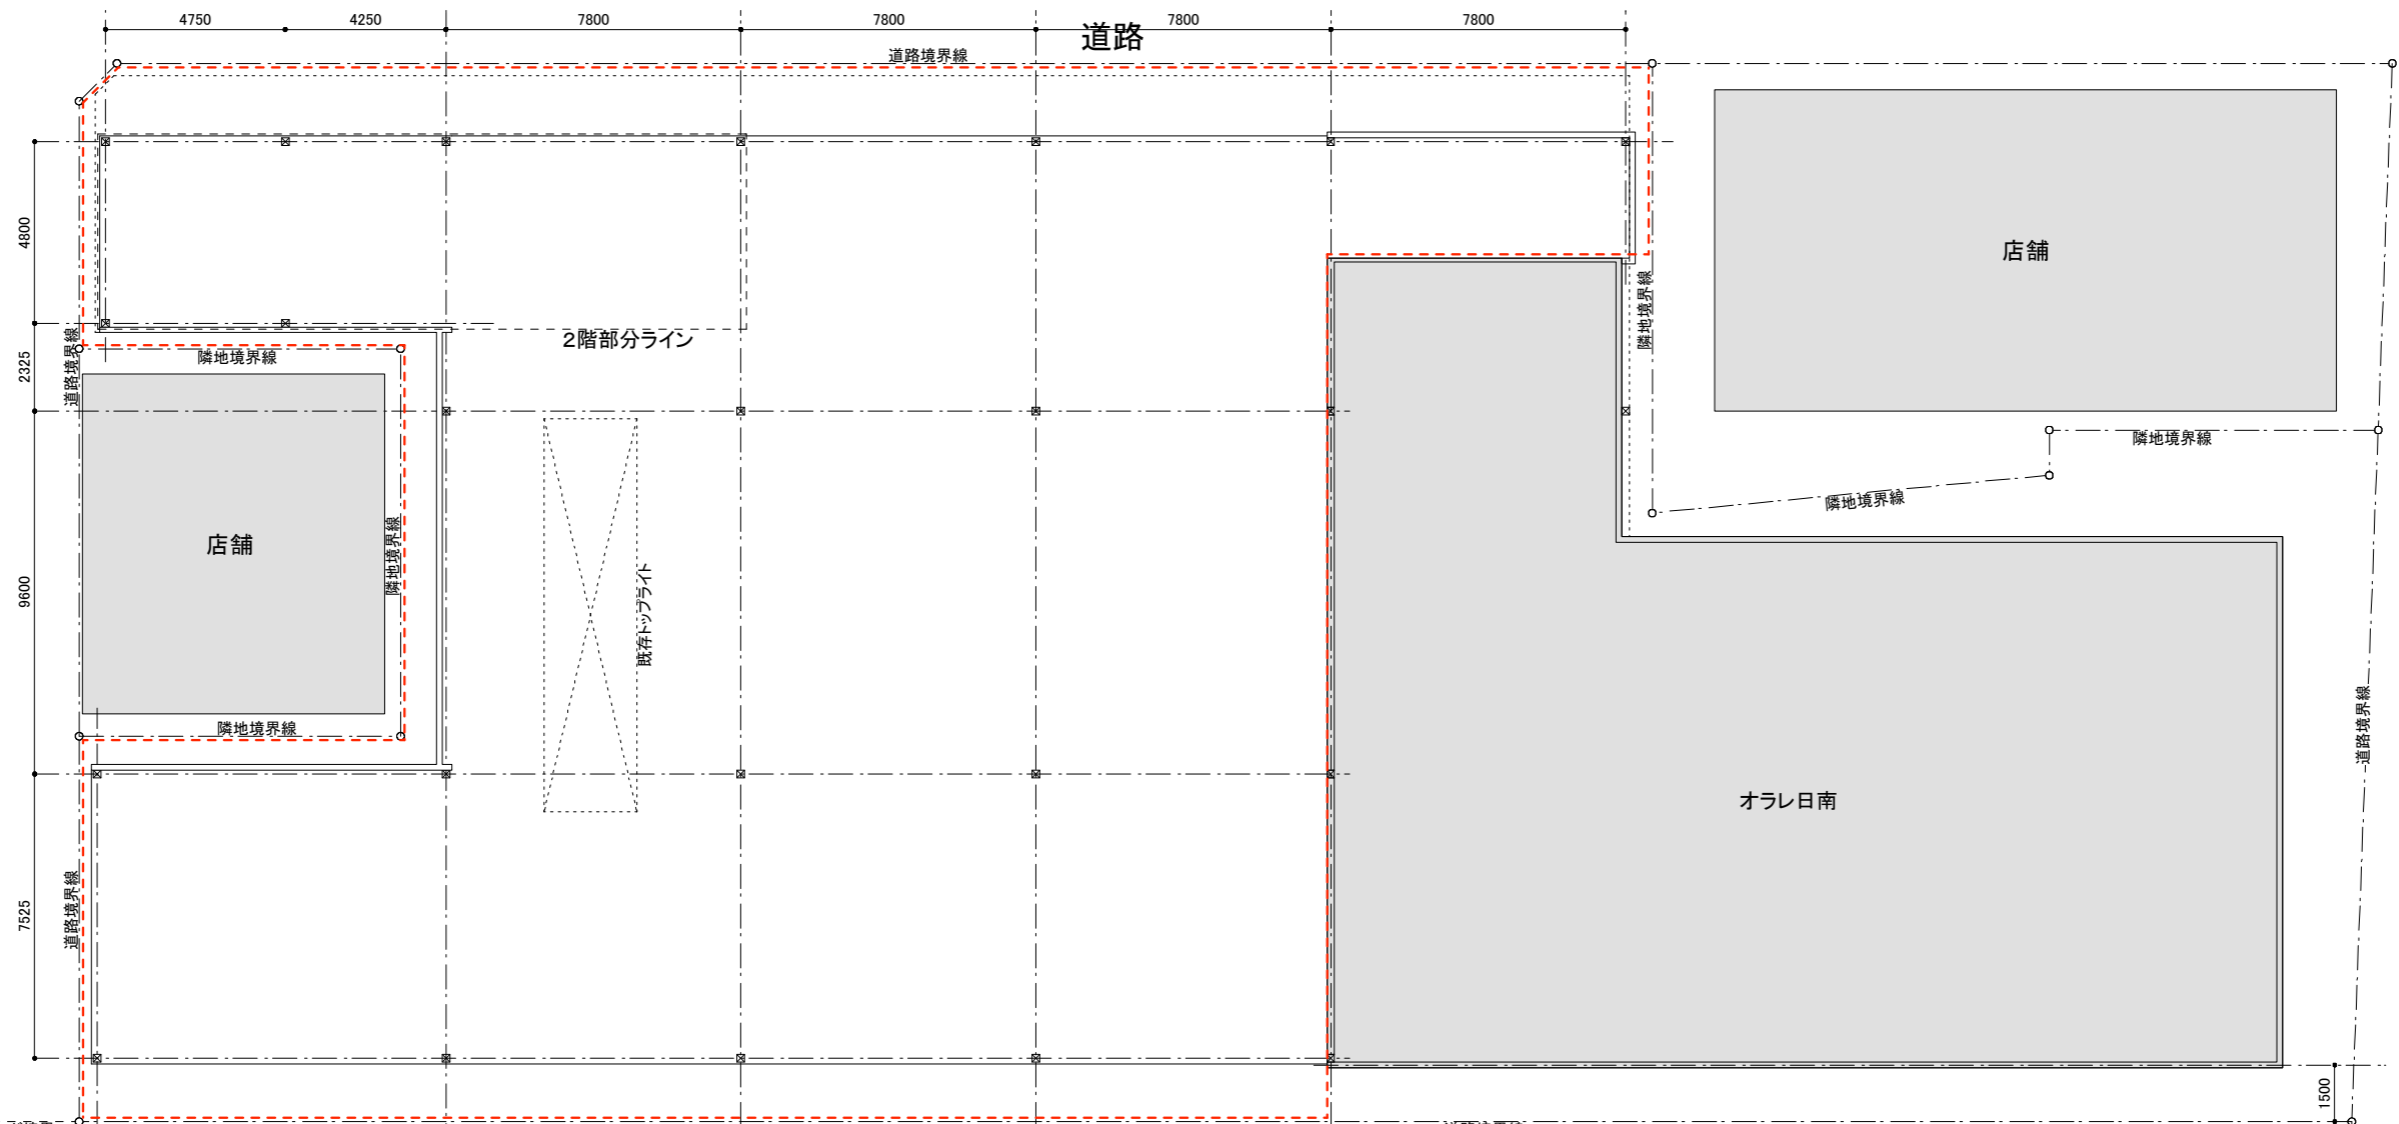 4750
4250
7800
7800
7800
7800
道路
道路境界線
4800
2階部分ライン
隣地境界線
道路境界線
2325
隣地境界線
店舗
隣地境界線
隣地境界線
店舗
隣地境界線
既存トップライト
9600
隣地境界線
道路境界線
オラレ日南
道路境界線
7525
1500